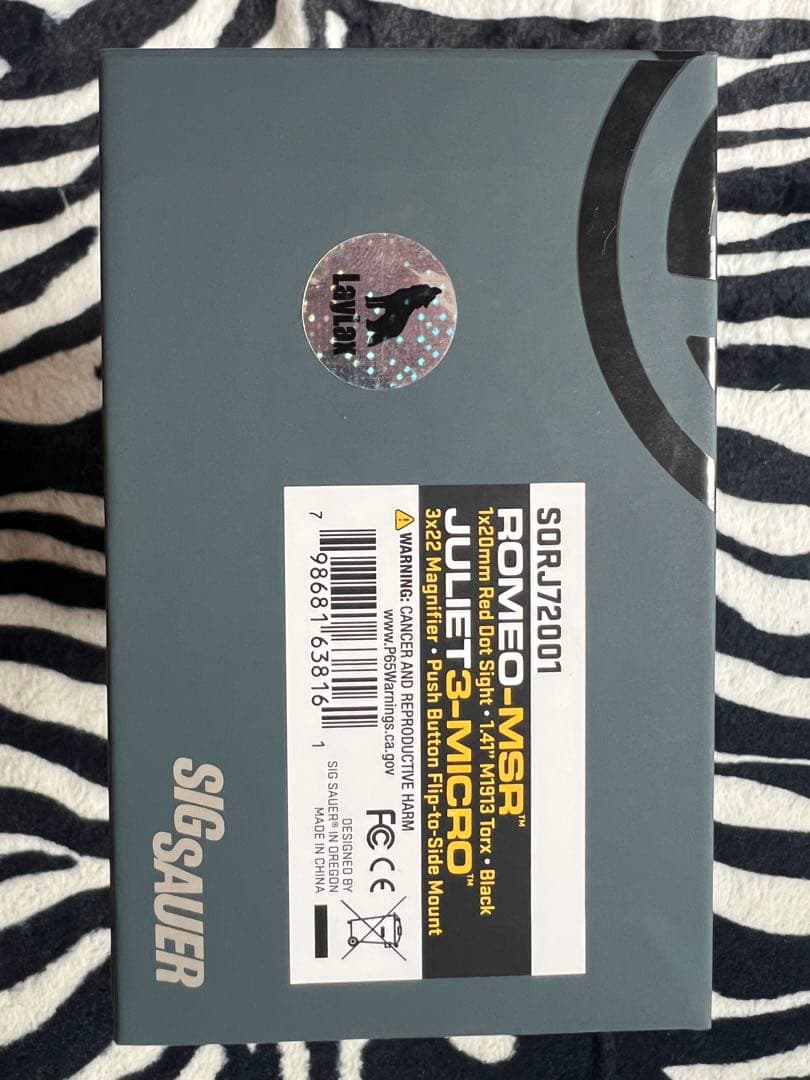 LayLax
SORJ72001
ROMEO-MSR™
1x20mm Red Dot Sight • 1.41" M1913 Torx • Black
JULIET3-MICRO™
3x22 Magnifier • Push Button Flip-to-Side Mount
WARNING: CANCER AND REPRODUCTIVE HARM
www.P65Warnings.ca.gov
7 98681 63816 1
FC CE
DESIGNED BY
SIG SAUER® IN OREGON
MADE IN CHINA
SIG SAUER